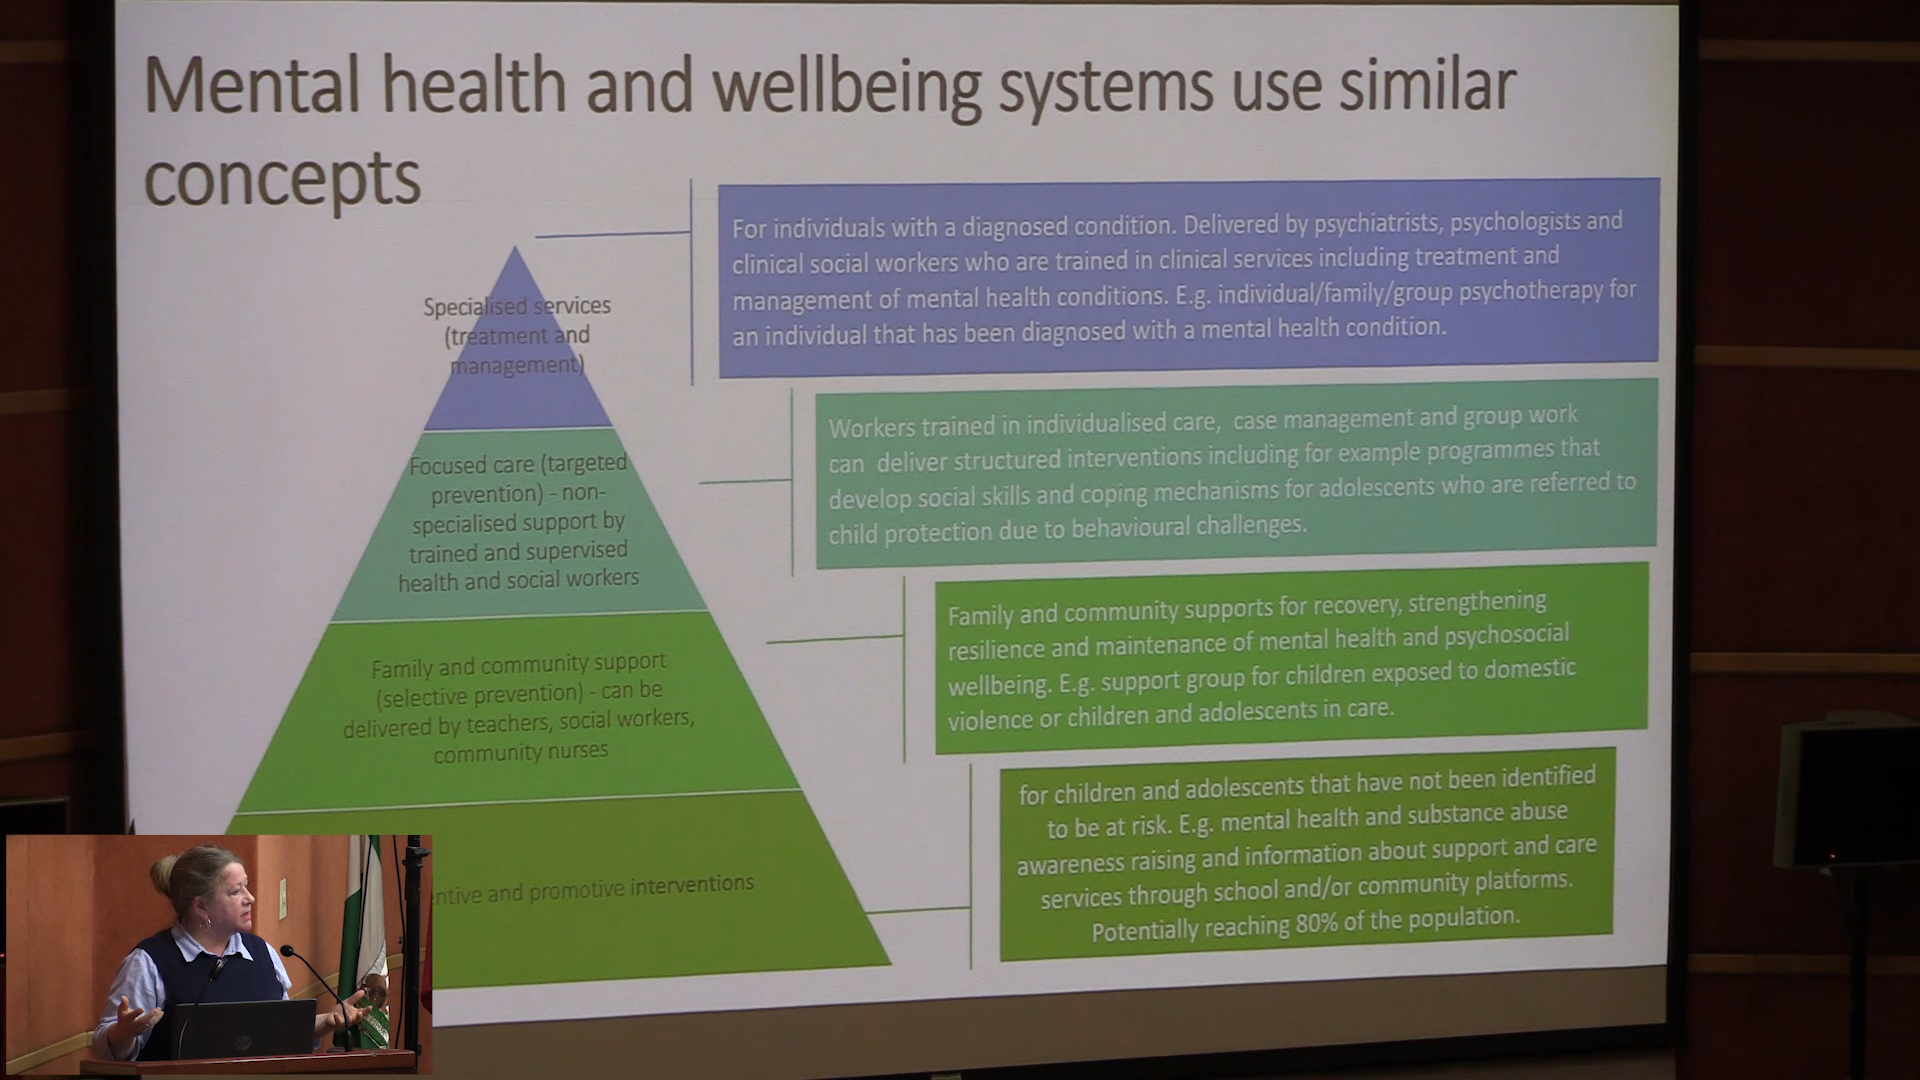 Mental health and wellbeing systems use similar
concepts
Specialised services
(treatment and
management)
For individuals with a diagnosed condition. Delivered by psychiatrists, psychologists and
clinical social workers who are trained in clinical services including treatment and
management of mental health conditions. E.g. individual/family/group psychotherapy for
an individual that has been diagnosed with a mental health condition.
Focused care (targeted
prevention) - non-
specialised support by
trained and supervised
health and social workers
Workers trained in individualised care, case management and group work
can deliver structured interventions including for example programmes that
develop social skills and coping mechanisms for adolescents who are referred to
child protection due to behavioural challenges.
Family and community support
(selective prevention) - can be
delivered by teachers, social workers,
community nurses
Family and community supports for recovery, strengthening
resilience and maintenance of mental health and psychosocial
wellbeing. E.g. support group for children exposed to domestic
violence or children and adolescents in care.
and promotive interventions
for children and adolescents that have not been identified
to be at risk. E.g. mental health and substance abuse
awareness raising and information about support and care
services through school and/or community platforms.
Potentially reaching 80% of the population.